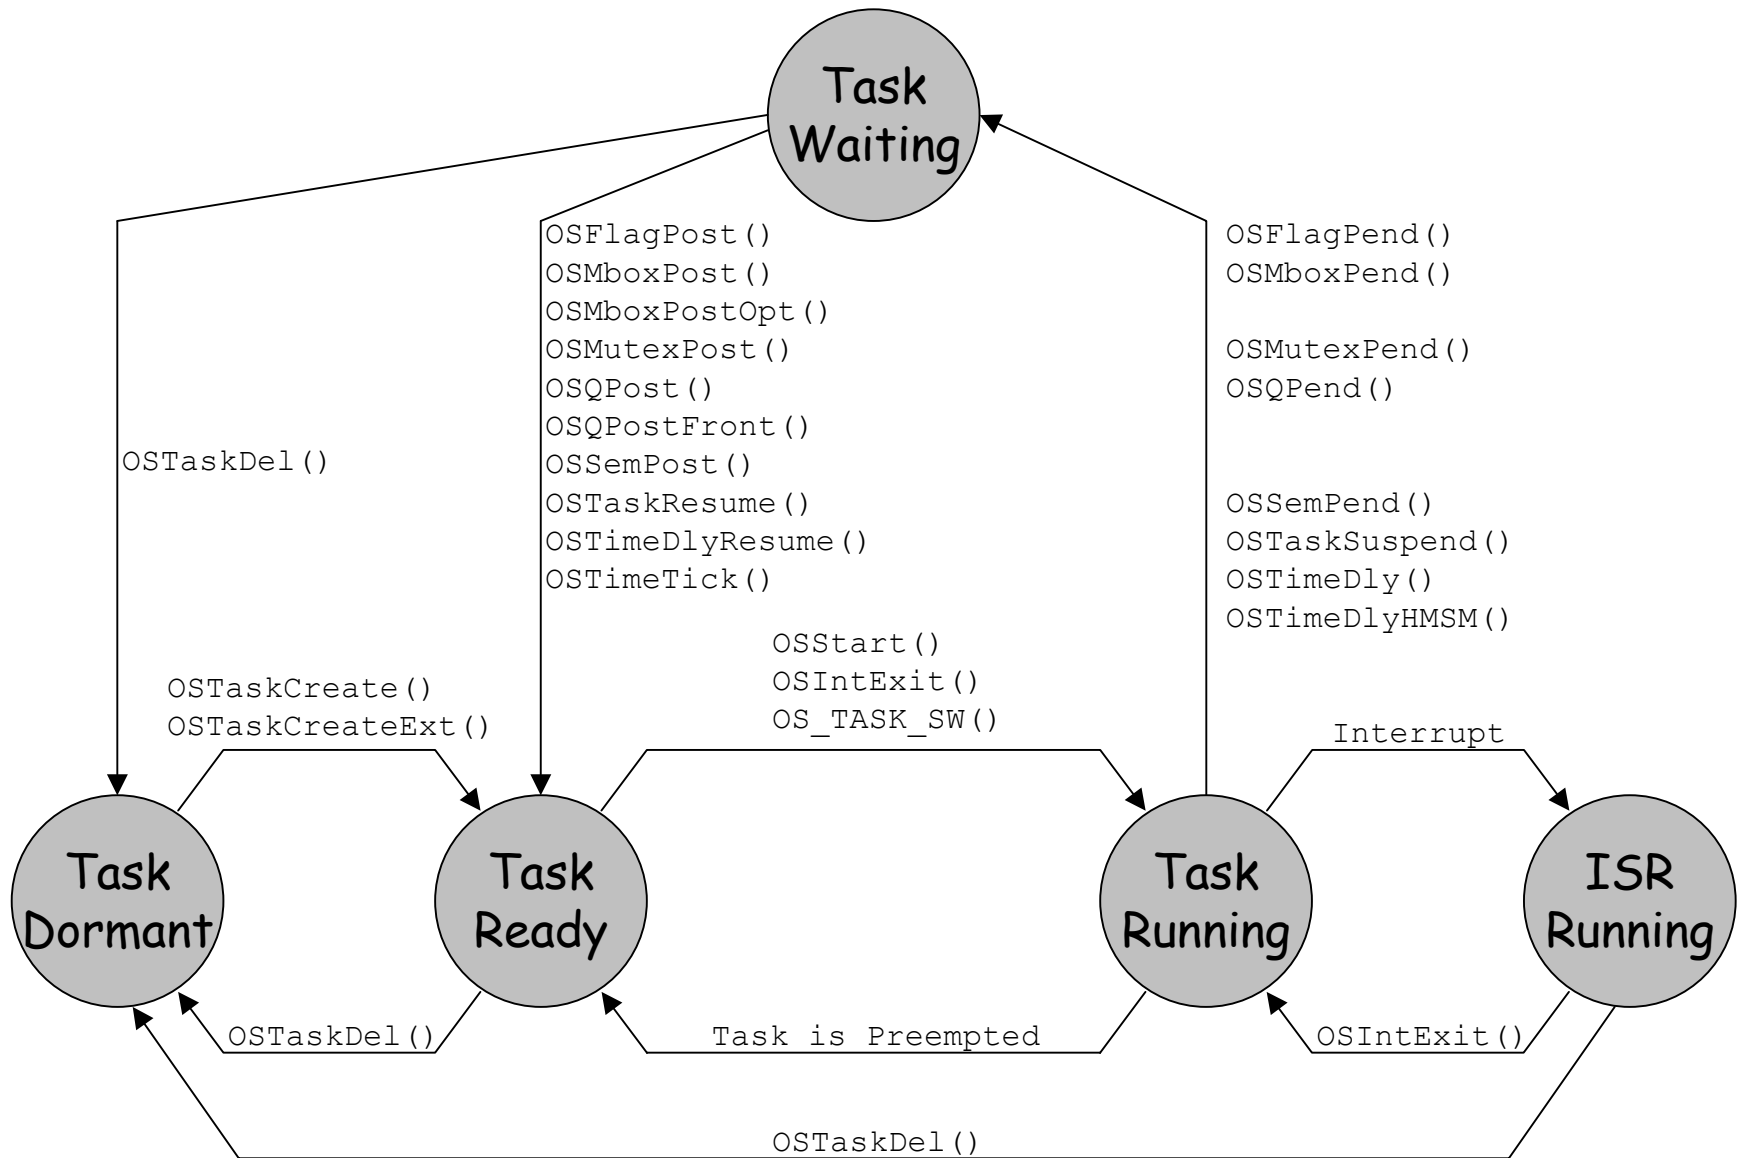 Task
Waiting
OSFlagPost()
OSMboxPost()
OSMboxPostOpt()
OSMutexPost()
OSQPost()
OSQPostFront()
OSSemPost()
OSTaskResume()
OSTimeDlyResume()
OSTimeTick()
OSFlagPend()
OSMboxPend()
OSMutexPend()
OSQPend()
OSSemPend()
OSTaskSuspend()
OSTimeDly()
OSTimeDlyHMSM()
OSTaskDel()
OSTaskCreate()
OSTaskCreateExt()
OSStart()
OSIntExit()
OS_TASK_SW()
Interrupt
Task
Dormant
Task
Ready
Task
Running
ISR
Running
OSTaskDel()
Task is Preempted
OSIntExit()
OSTaskDel()